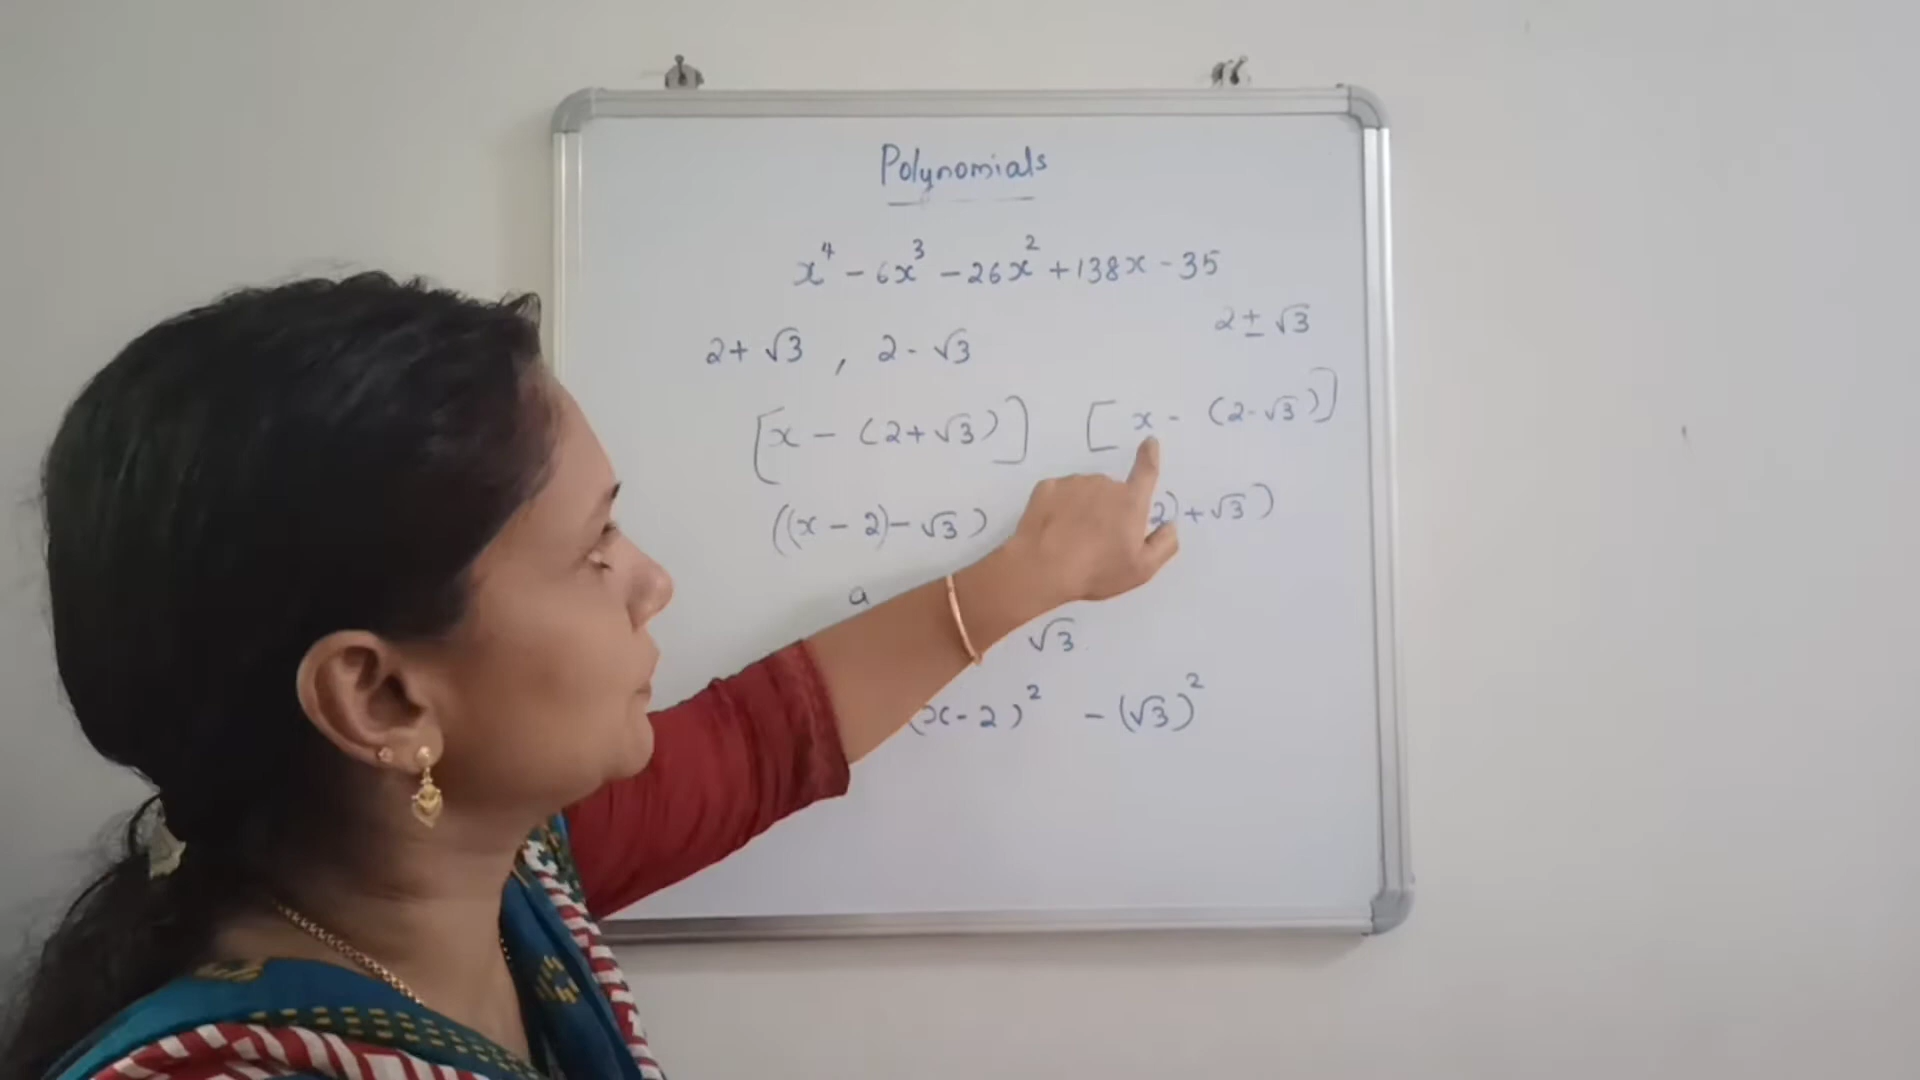 Polynomials
x⁴ - 6x³ - 26x² + 138x - 35
2 ± √3
2 + √3 , 2 - √3
[x - (2 + √3)] [x - (2 - √3)]
((x - 2) - √3) 2) + √3)
a
√3
(x - 2)² - (√3)²